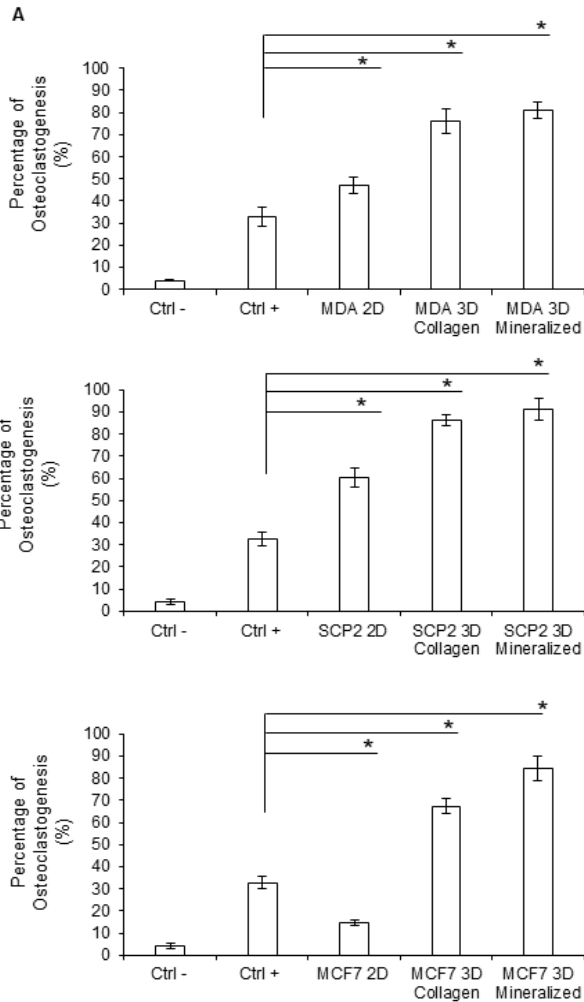 A
*
*
*
Percentage of
Osteoclastogenesis
(%)
100
90
80
70
60
50
40
30
20
10
0
Ctrl -
Ctrl +
MDA 2D
MDA 3D
Collagen
MDA 3D
Mineralized
*
*
*
Percentage of
Osteoclastogenesis
(%)
100
90
80
70
60
50
40
30
20
10
0
Ctrl -
Ctrl +
SCP2 2D
SCP2 3D
Collagen
SCP2 3D
Mineralized
*
*
*
Percentage of
Osteoclastogenesis
(%)
100
90
80
70
60
50
40
30
20
10
0
Ctrl -
Ctrl +
MCF7 2D
MCF7 3D
Collagen
MCF7 3D
Mineralized